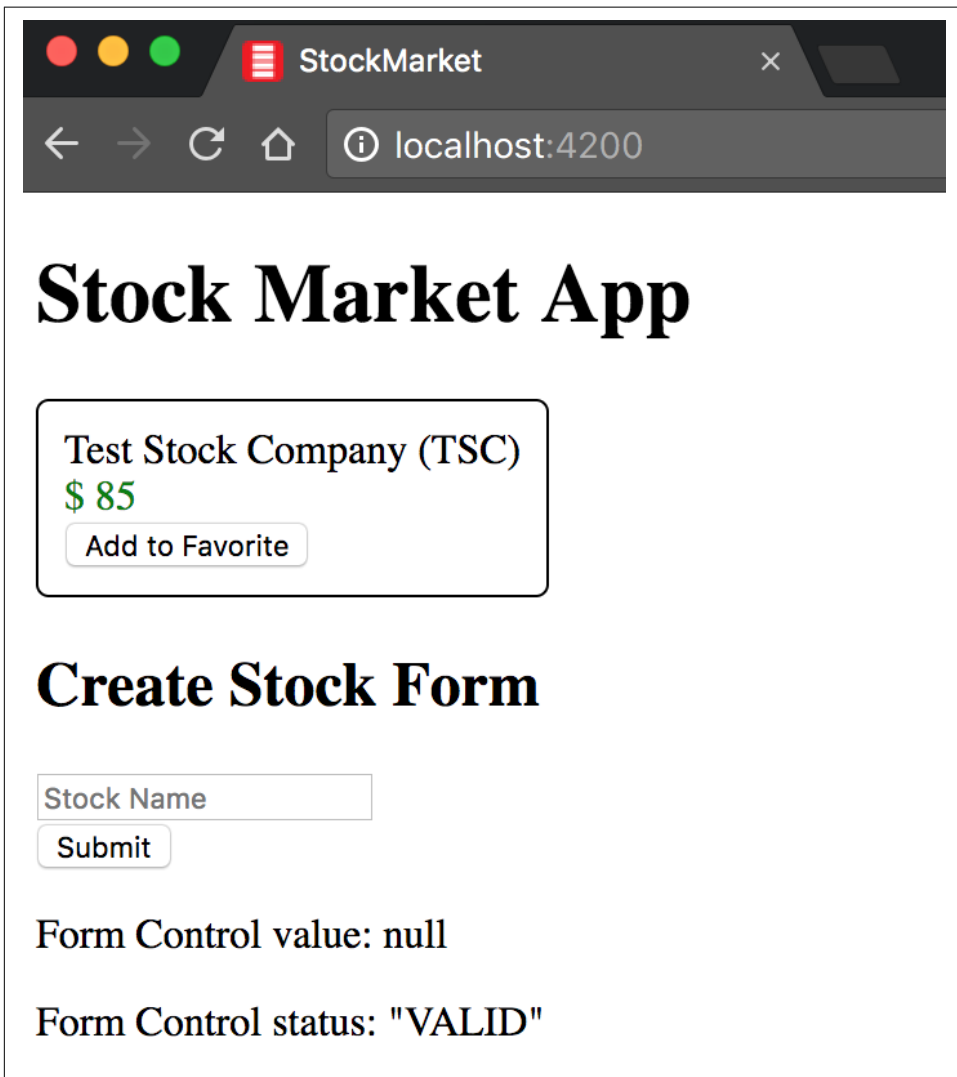 StockMarket
localhost:4200
Stock Market App
Test Stock Company (TSC)
$ 85
Add to Favorite
Create Stock Form
Stock Name
Submit
Form Control value: null
Form Control status: "VALID"